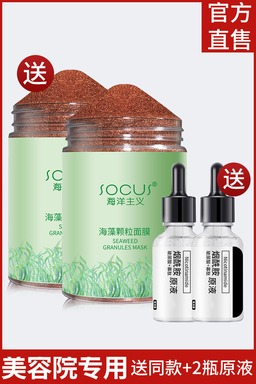 官方
直售
送
SOCUS
海洋主义
海藻颗粒面膜
SEAWEED
GRANULES MASK
送
Nicotinamide
烟酰胺 原液
Nicotinamide
烟酰胺 原液
美容院专用 送同款+2瓶原液